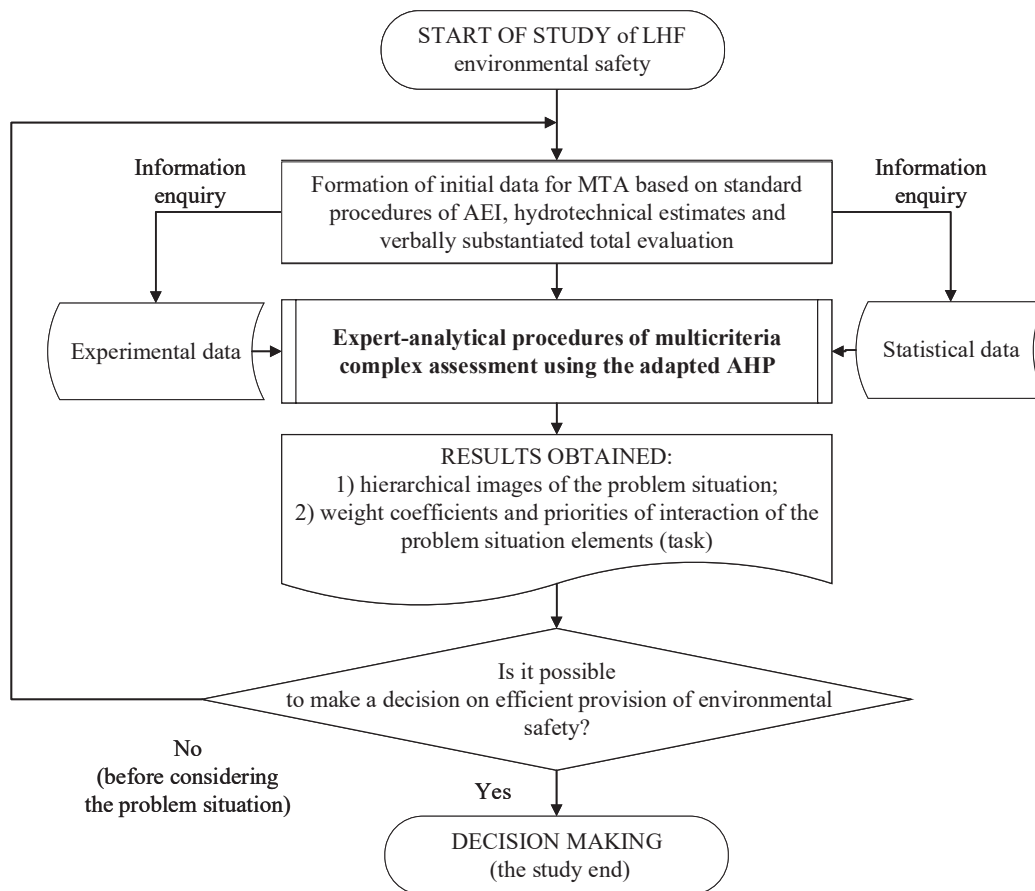 START OF STUDY of LHF
environmental safety
Information
enquiry
Formation of initial data for MTA based on standard
procedures of AEI, hydrotechnical estimates and
verbally substantiated total evaluation
Information
enquiry
Experimental data
Expert-analytical procedures of multicriteria
complex assessment using the adapted AHP
Statistical data
RESULTS OBTAINED:
1) hierarchical images of the problem situation;
2) weight coefficients and priorities of interaction of the
problem situation elements (task)
Is it possible
to make a decision on efficient provision of environmental
safety?
No
(before considering
the problem situation)
Yes
DECISION MAKING
(the study end)